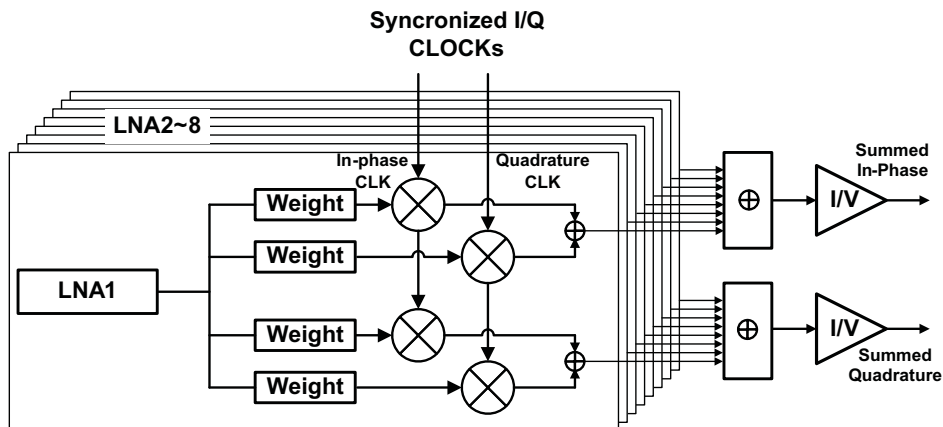 Syncronized I/Q
CLOCKs
LNA2~8
In-phase
CLK
Quadrature
CLK
Weight
Weight
LNA1
Weight
Weight
I/V
Summed
In-Phase
I/V
Summed
Quadrature